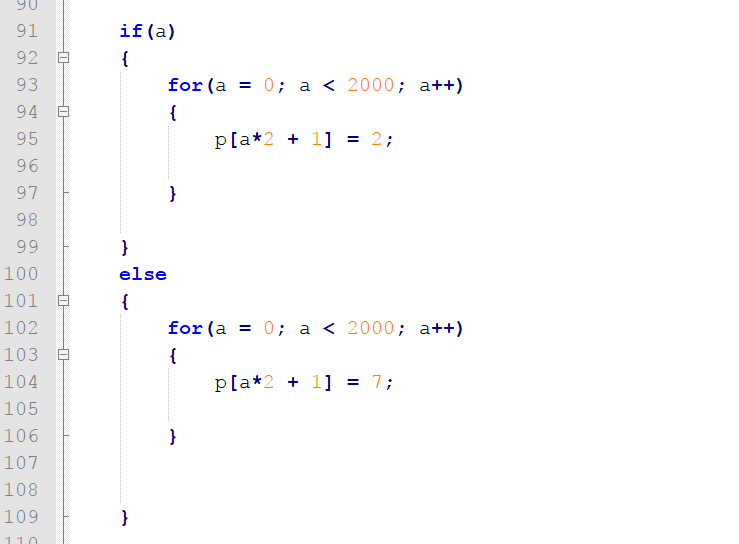 90
91 if(a)
92 {
93 for(a = 0; a < 2000; a++)
94 {
95 p[a*2 + 1] = 2;
96
97 }
98
99 }
100 else
101 {
102 for(a = 0; a < 2000; a++)
103 {
104 p[a*2 + 1] = 7;
105
106 }
107
108
109 }
110